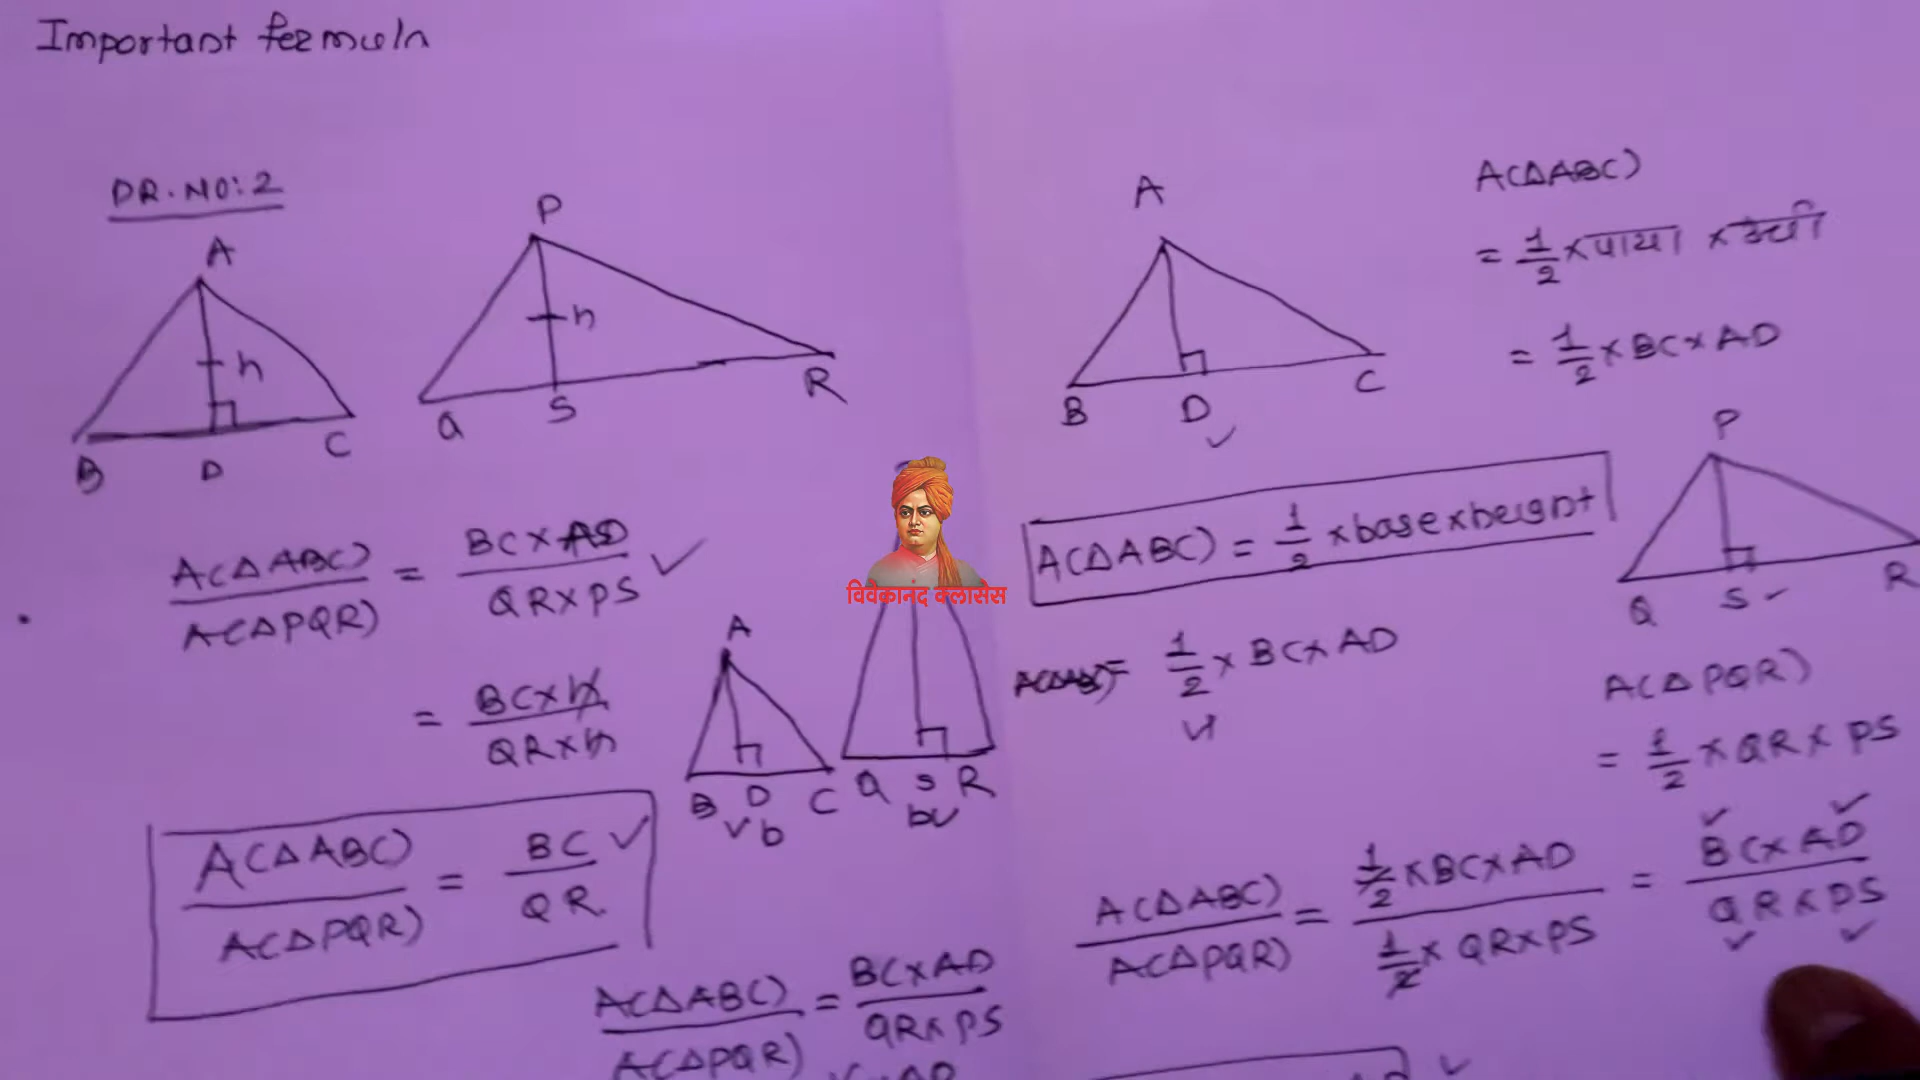 Important formula
DR. NO: 2
A
P
h
h
B D C
Q S R
A(△ABC) / A(△PQR) = BC × AD / QR × PS
= BC × h / QR × h
A(△ABC) / A(△PQR) = BC / QR
A
B D C
b
Q S R
b
विवेकानंद क्लासेस
A(△ABC) / A(△PQR) = BC × AD / QR × PS
A
B D C
A(△ABC)
= 1/2 × पाया × उंची
= 1/2 × BC × AD
A(△ABC) = 1/2 × base × height
P
Q S R
A(△ABC) = 1/2 × BC × AD
A(△PQR)
= 1/2 × QR × PS
A(△ABC) / A(△PQR) = 1/2 × BC × AD / 1/2 × QR × PS = BC × AD / QR × PS